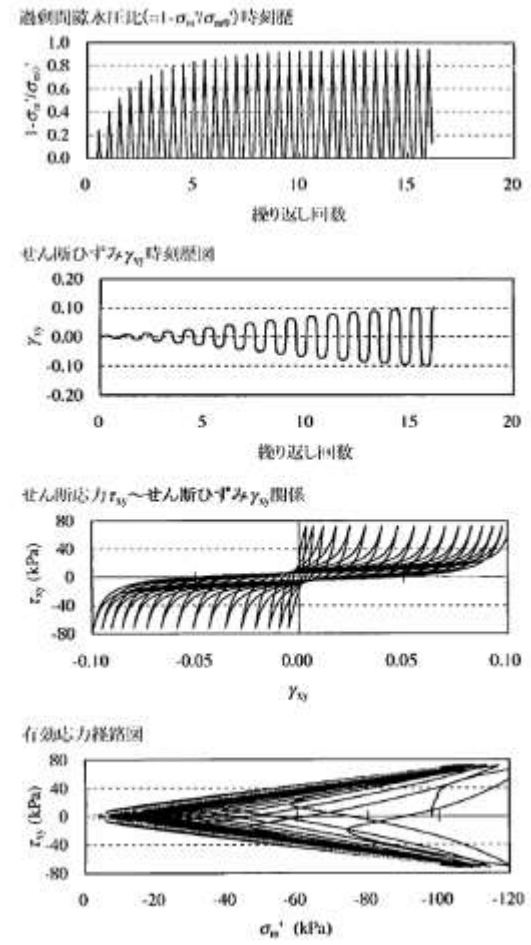 過剰間隙水圧比(=1-σm'/σm0')時刻歴
1-σm'/σm0'
1.0
0.8
0.6
0.4
0.2
0.0
0 5 10 15 20
繰り返し回数
せん断ひずみγxy時刻歴図
γxy
0.20
0.10
0.00
-0.10
-0.20
0 5 10 15 20
繰り返し回数
せん断応力τxy～せん断ひずみγxy関係
τxy (kPa)
80
40
0
-40
-80
-0.10 -0.05 0.00 0.05 0.10
γxy
有効応力経路図
τxy (kPa)
80
40
0
-40
-80
0 -20 -40 -60 -80 -100 -120
σm' (kPa)